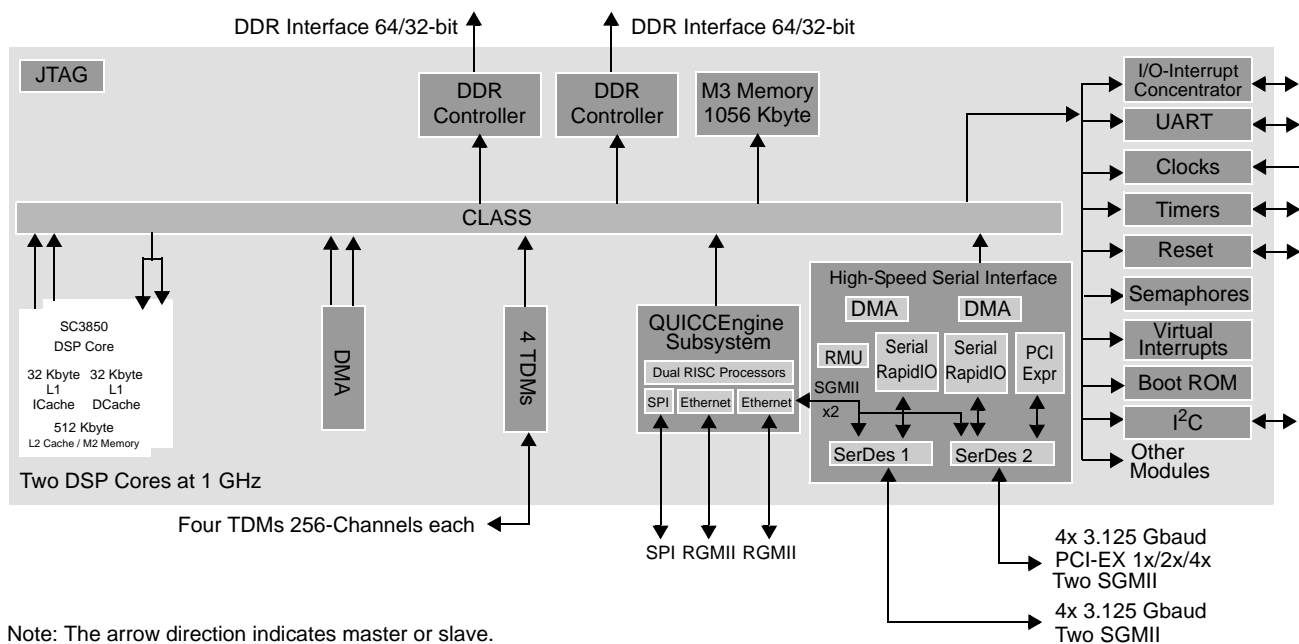 DDR Interface 64/32-bit
DDR Interface 64/32-bit
JTAG
DDR
Controller
DDR
Controller
M3 Memory
1056 Kbyte
I/O-Interrupt
Concentrator
UART
Clocks
Timers
Reset
Semaphores
Virtual
Interrupts
Boot ROM
I²C
Other
Modules
CLASS
SC3850
DSP Core
32 Kbyte
L1
ICache
32 Kbyte
L1
DCache
512 Kbyte
L2 Cache / M2 Memory
Two DSP Cores at 1 GHz
DMA
4 TDMs
Four TDMs 256-Channels each
QUICCEngine
Subsystem
Dual RISC Processors
SPI
Ethernet
Ethernet
SPI
RGMII
RGMII
High-Speed Serial Interface
DMA
DMA
RMU
Serial
RapidIO
Serial
RapidIO
PCI
Expr
SGMII
x2
SerDes 1
SerDes 2
4x 3.125 Gbaud
PCI-EX 1x/2x/4x
Two SGMII
4x 3.125 Gbaud
Two SGMII
Note: The arrow direction indicates master or slave.